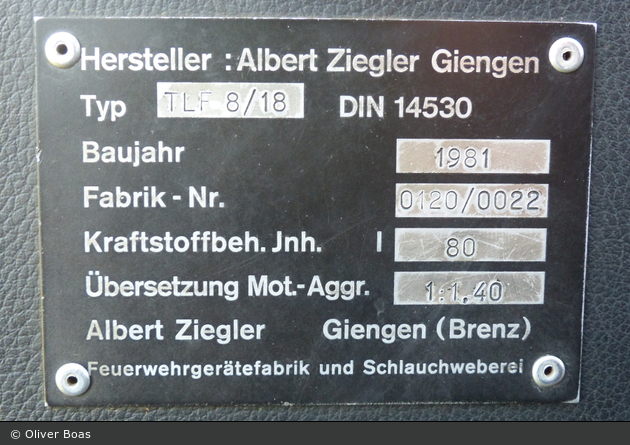 Hersteller : Albert Ziegler Giengen
Typ TLF 8/18 DIN 14530
Baujahr 1981
Fabrik - Nr. 0120/0022
Kraftstoffbeh. Jnh. l 80
Übersetzung Mot.-Aggr. 1:1,40
Albert Ziegler Giengen (Brenz)
Feuerwehrgerätefabrik und Schlauchweberei
© Oliver Boas